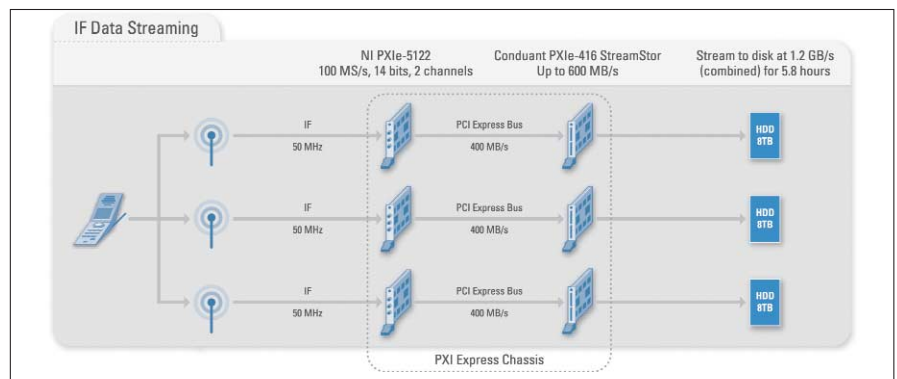 IF Data Streaming
NI PXIe-5122
100 MS/s, 14 bits, 2 channels
Conduant PXIe-416 StreamStor
Up to 600 MB/s
Stream to disk at 1.2 GB/s
(combined) for 5.8 hours
IF
50 MHz
PCI Express Bus
400 MB/s
HDD
8TB
IF
50 MHz
PCI Express Bus
400 MB/s
HDD
8TB
IF
50 MHz
PCI Express Bus
400 MB/s
HDD
8TB
PXI Express Chassis